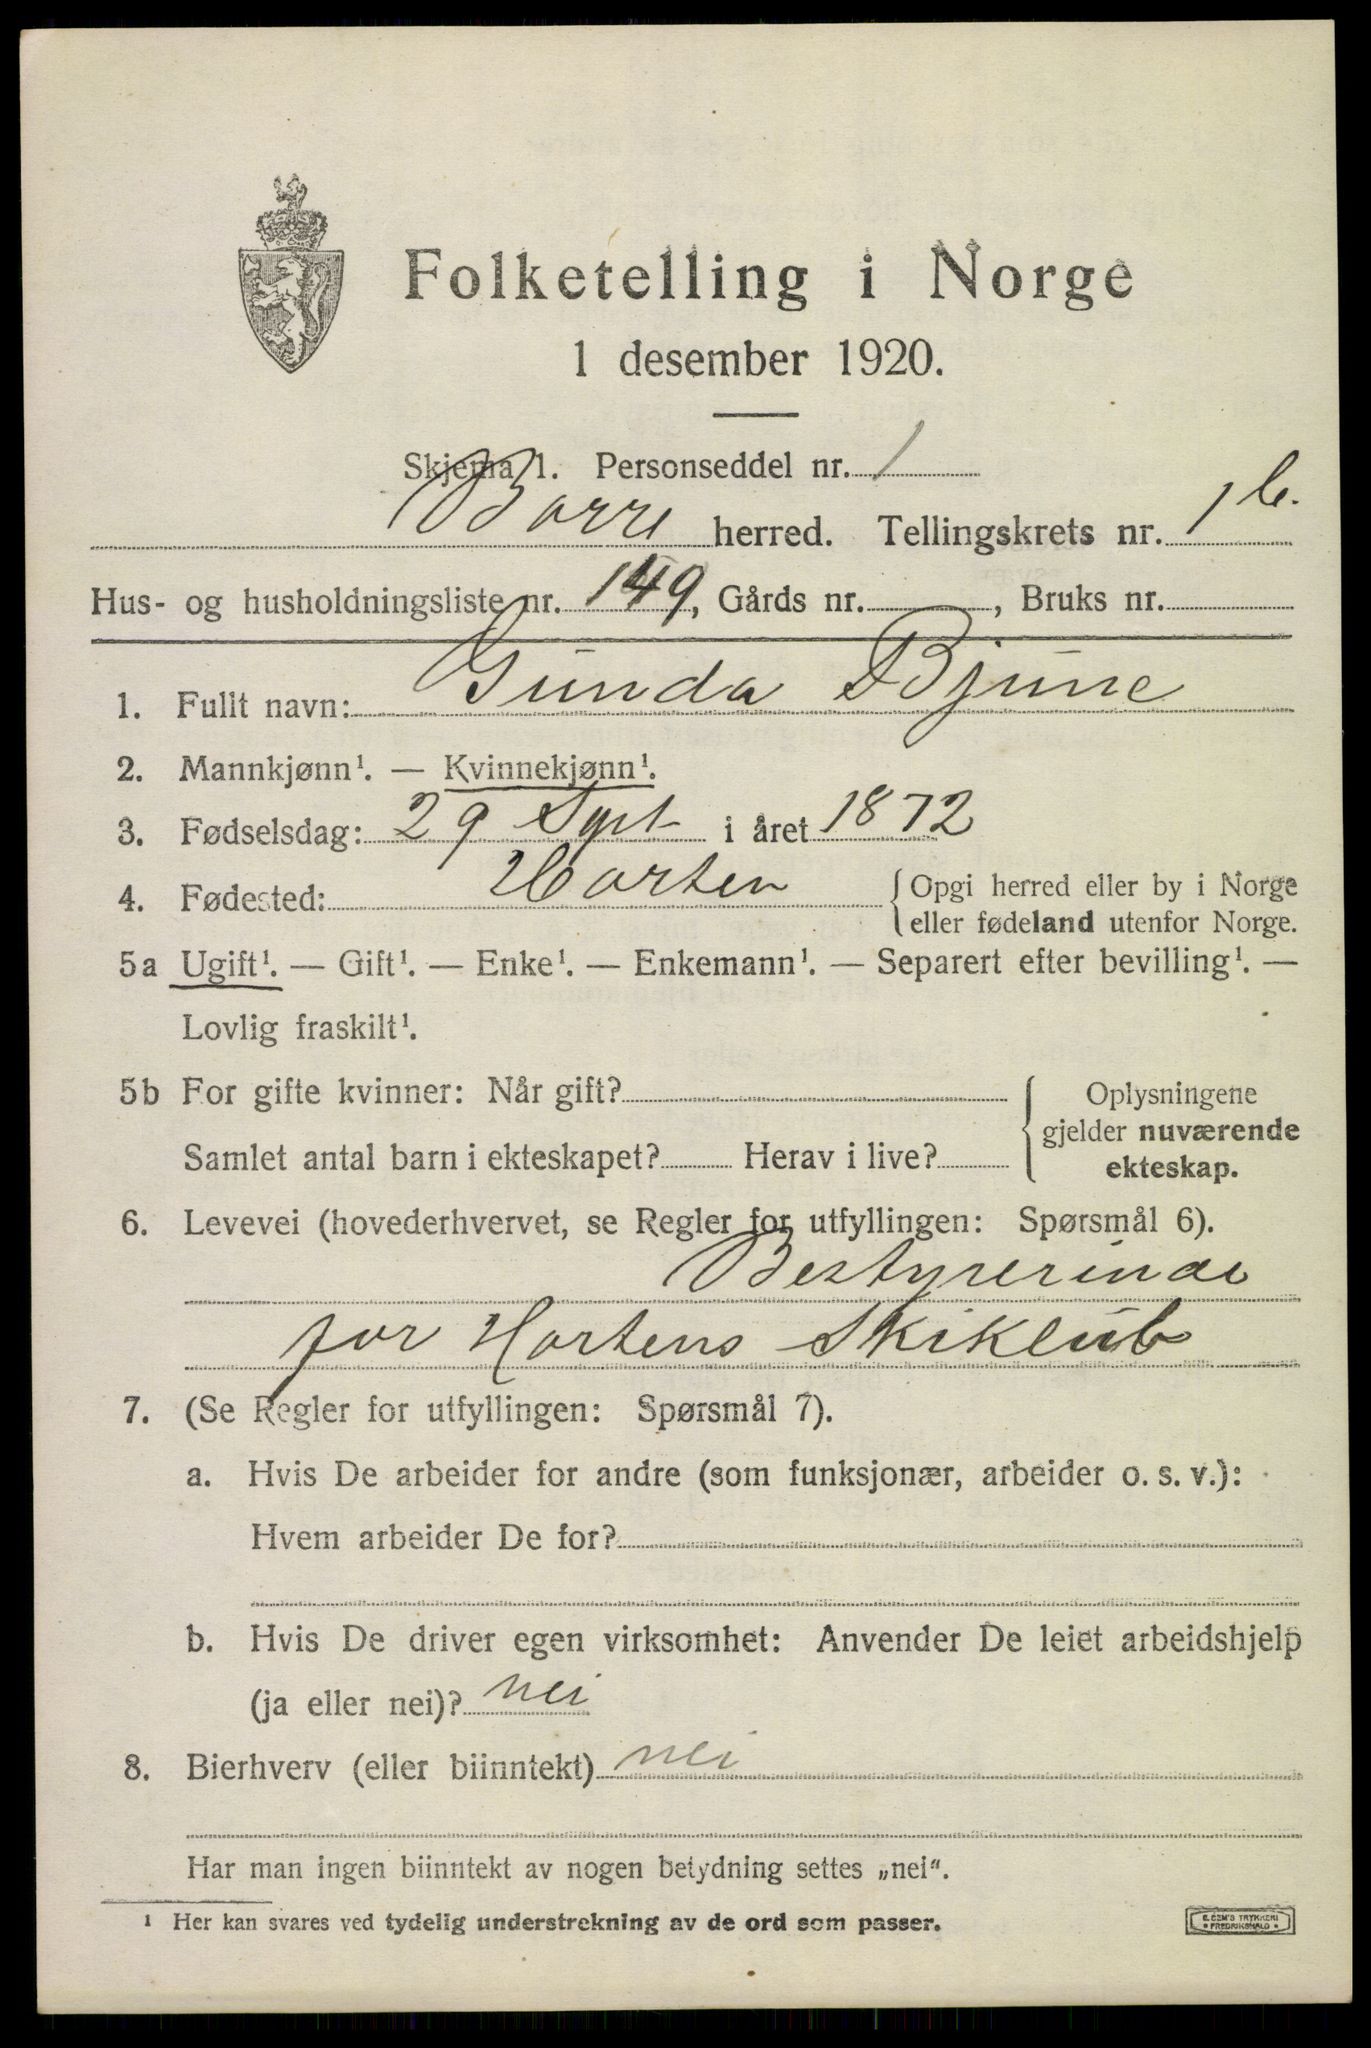 Folketelling i Norge
1 desember 1920.
Skjema 1. Personseddel nr. 1
Borre herred. Tellingskrets nr. 1 b.
Hus- og husholdningsliste nr. 149, Gårds nr. , Bruks nr.
1. Fullt navn: Gunda Bjune
2. Mannkjønn¹. — Kvinnekjønn¹.
3. Fødselsdag: 29 Sept i året 1872
4. Fødested: Horten { Opgi herred eller by i Norge
eller fødeland utenfor Norge.
5a Ugift¹. — Gift¹. — Enke¹. — Enkemann¹. — Separert efter bevilling¹. —
Lovlig fraskilt¹.
5b For gifte kvinner: Når gift? { Oplysningene
gjelder nuværende
Samlet antal barn i ekteskapet? Herav i live? ekteskap.
6. Levevei (hovederhvervet, se Regler for utfyllingen: Spørsmål 6).
Bestyrerinde
for Hortens Skiklub
7. (Se Regler for utfyllingen: Spørsmål 7).
a. Hvis De arbeider for andre (som funksjonær, arbeider o. s. v.):
Hvem arbeider De for?
b. Hvis De driver egen virksomhet: Anvender De leiet arbeidshjelp
(ja eller nei)? nei
8. Bierhverv (eller biinntekt) nei
Har man ingen biinntekt av nogen betydning settes „nei“.
¹ Her kan svares ved tydelig understrekning av de ord som passer.
E. SEM'S TRYKKERI
• FREDRIKSHALD •